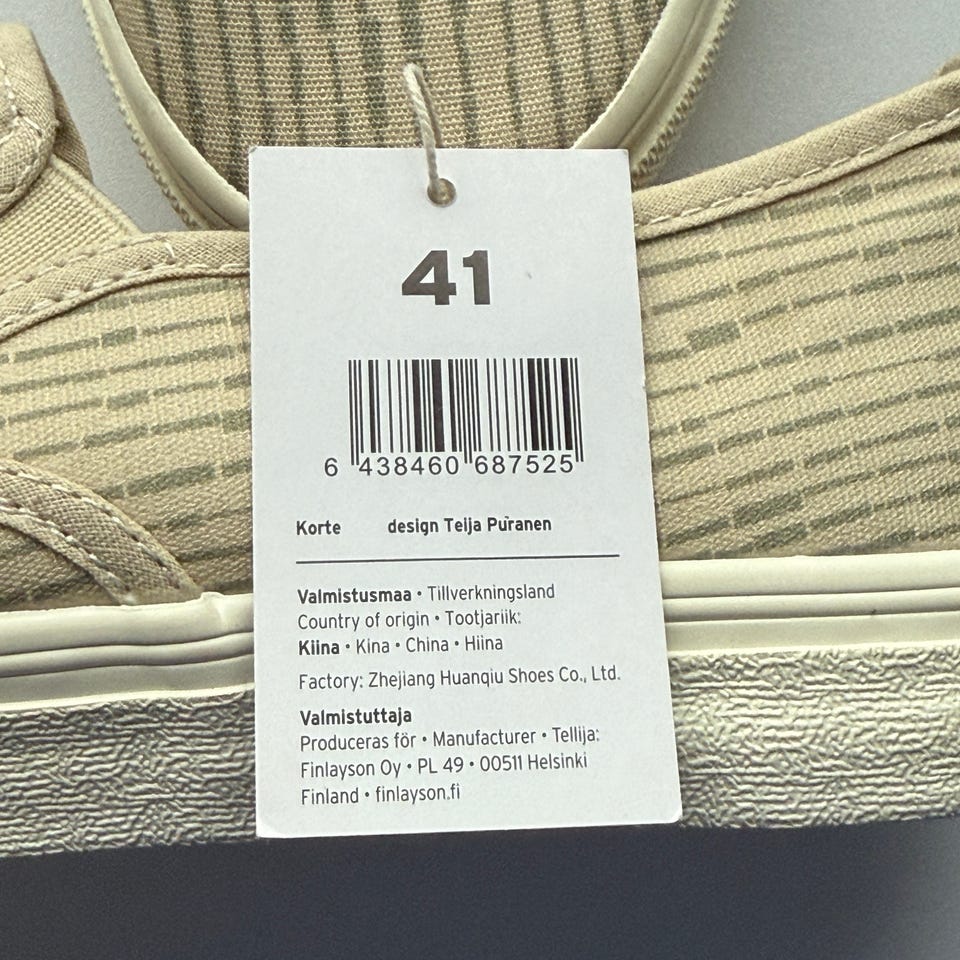 41
6 438460 687525
Korte design Teija Puranen
Valmistusmaa • Tillverkningsland
Country of origin • Tootjariik:
Kiina • Kina • China • Hiina
Factory: Zhejiang Huanqiu Shoes Co., Ltd.
Valmistuttaja
Produceras för • Manufacturer • Tellija:
Finlayson Oy • PL 49 • 00511 Helsinki
Finland • finlayson.fi